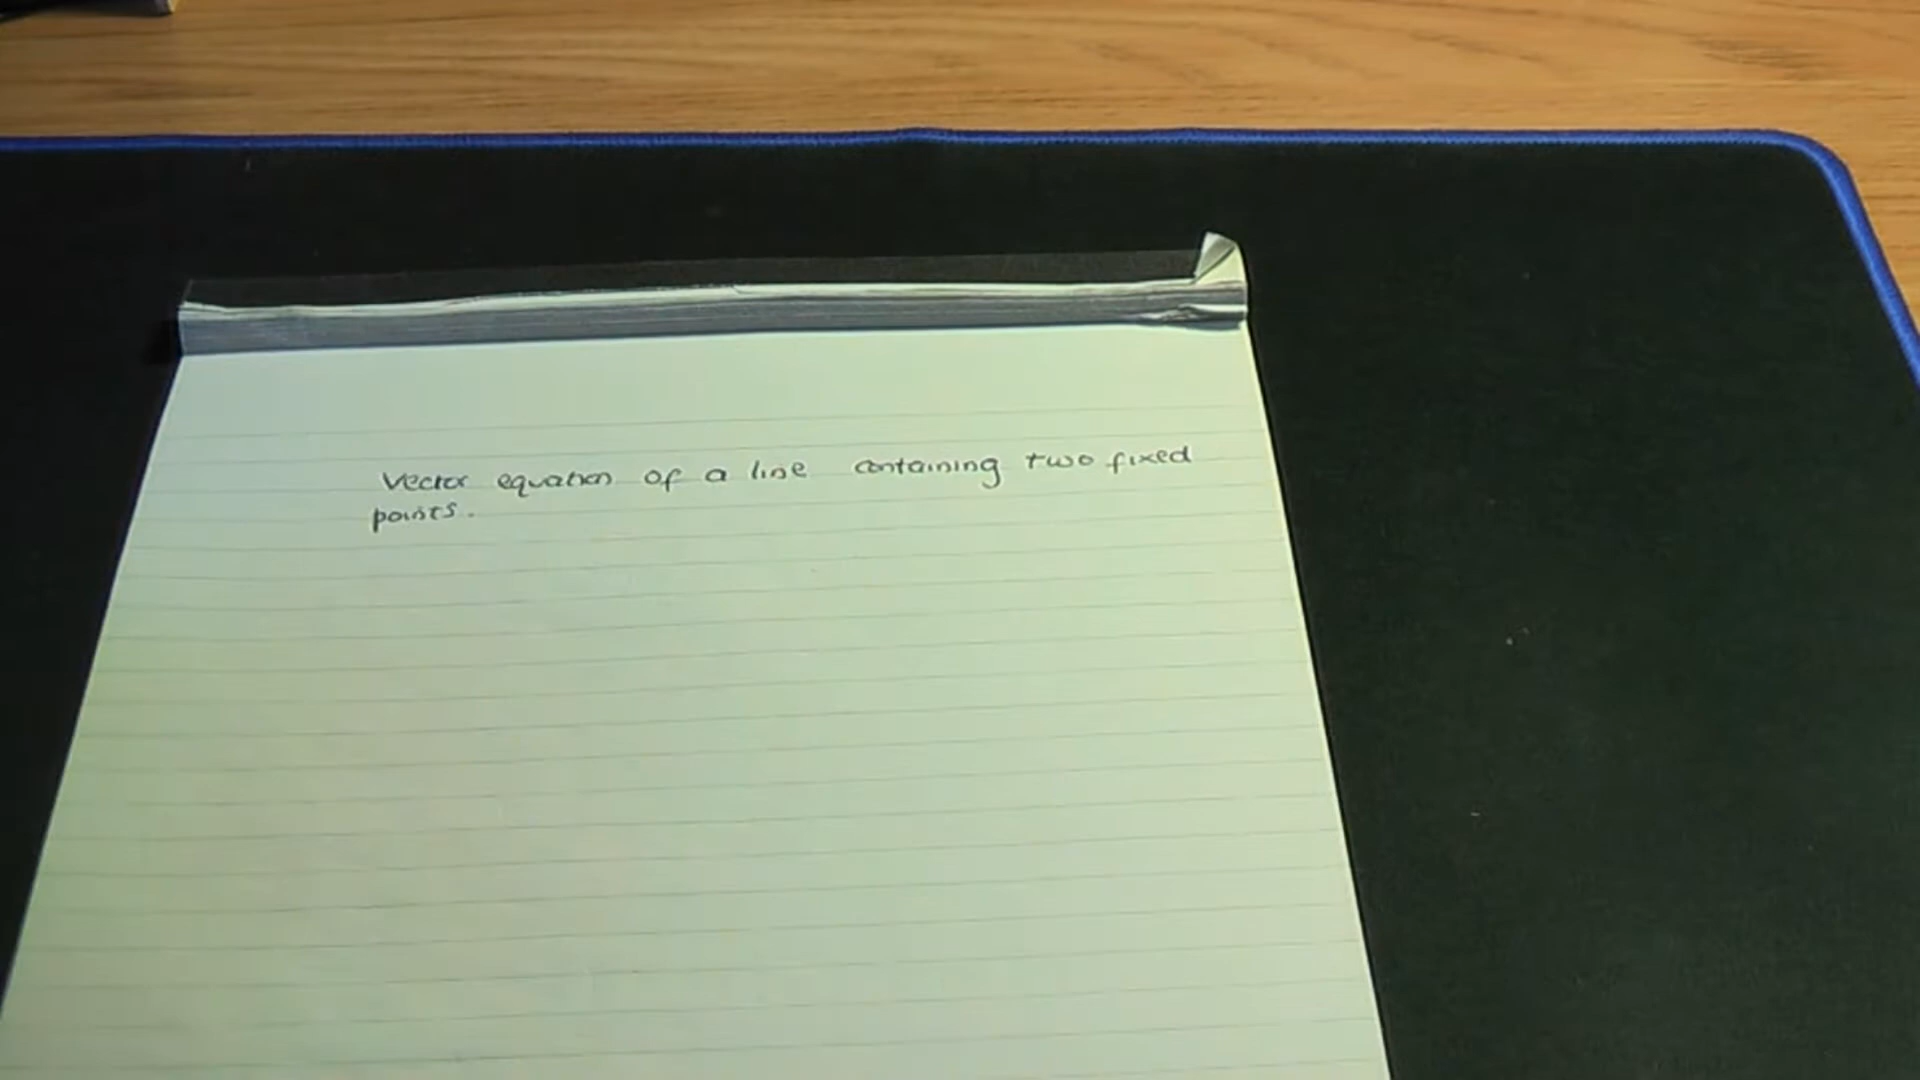 Vector equation of a line containing two fixed
points.